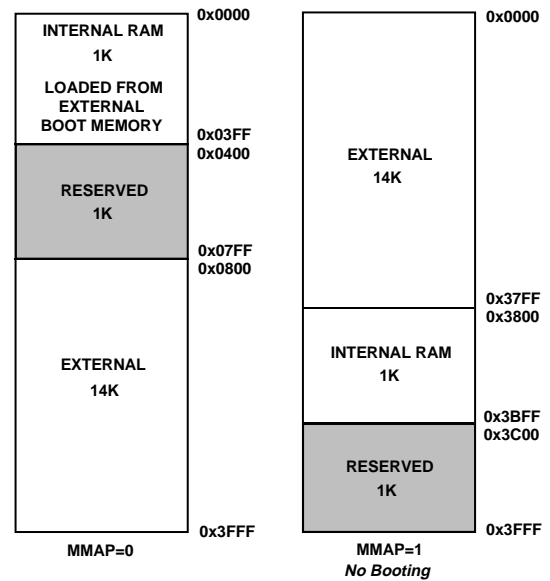 0x0000
INTERNAL RAM
1K
LOADED FROM
EXTERNAL
BOOT MEMORY
0x03FF
0x0400
RESERVED
1K
0x07FF
0x0800
EXTERNAL
14K
0x3FFF
MMAP=0
0x0000
EXTERNAL
14K
0x37FF
0x3800
INTERNAL RAM
1K
0x3BFF
0x3C00
RESERVED
1K
0x3FFF
MMAP=1
No Booting